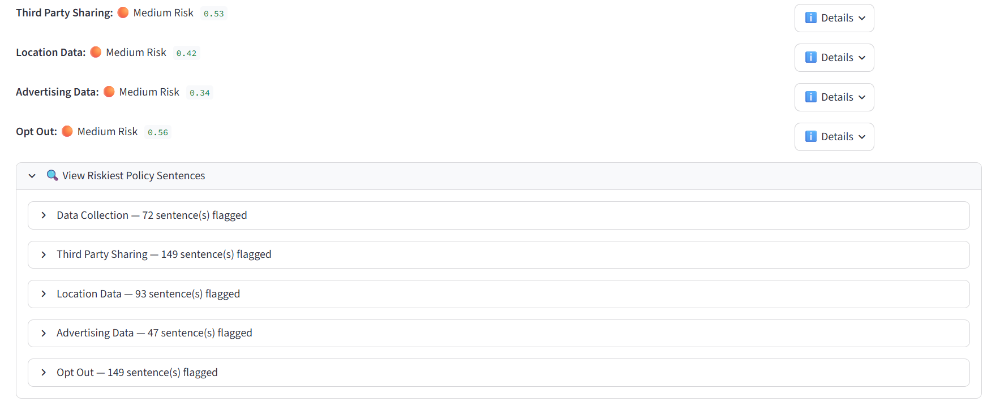 Third Party Sharing: Medium Risk 0.53 Details
Location Data: Medium Risk 0.42 Details
Advertising Data: Medium Risk 0.34 Details
Opt Out: Medium Risk 0.56 Details
View Riskiest Policy Sentences
Data Collection — 72 sentence(s) flagged
Third Party Sharing — 149 sentence(s) flagged
Location Data — 93 sentence(s) flagged
Advertising Data — 47 sentence(s) flagged
Opt Out — 149 sentence(s) flagged